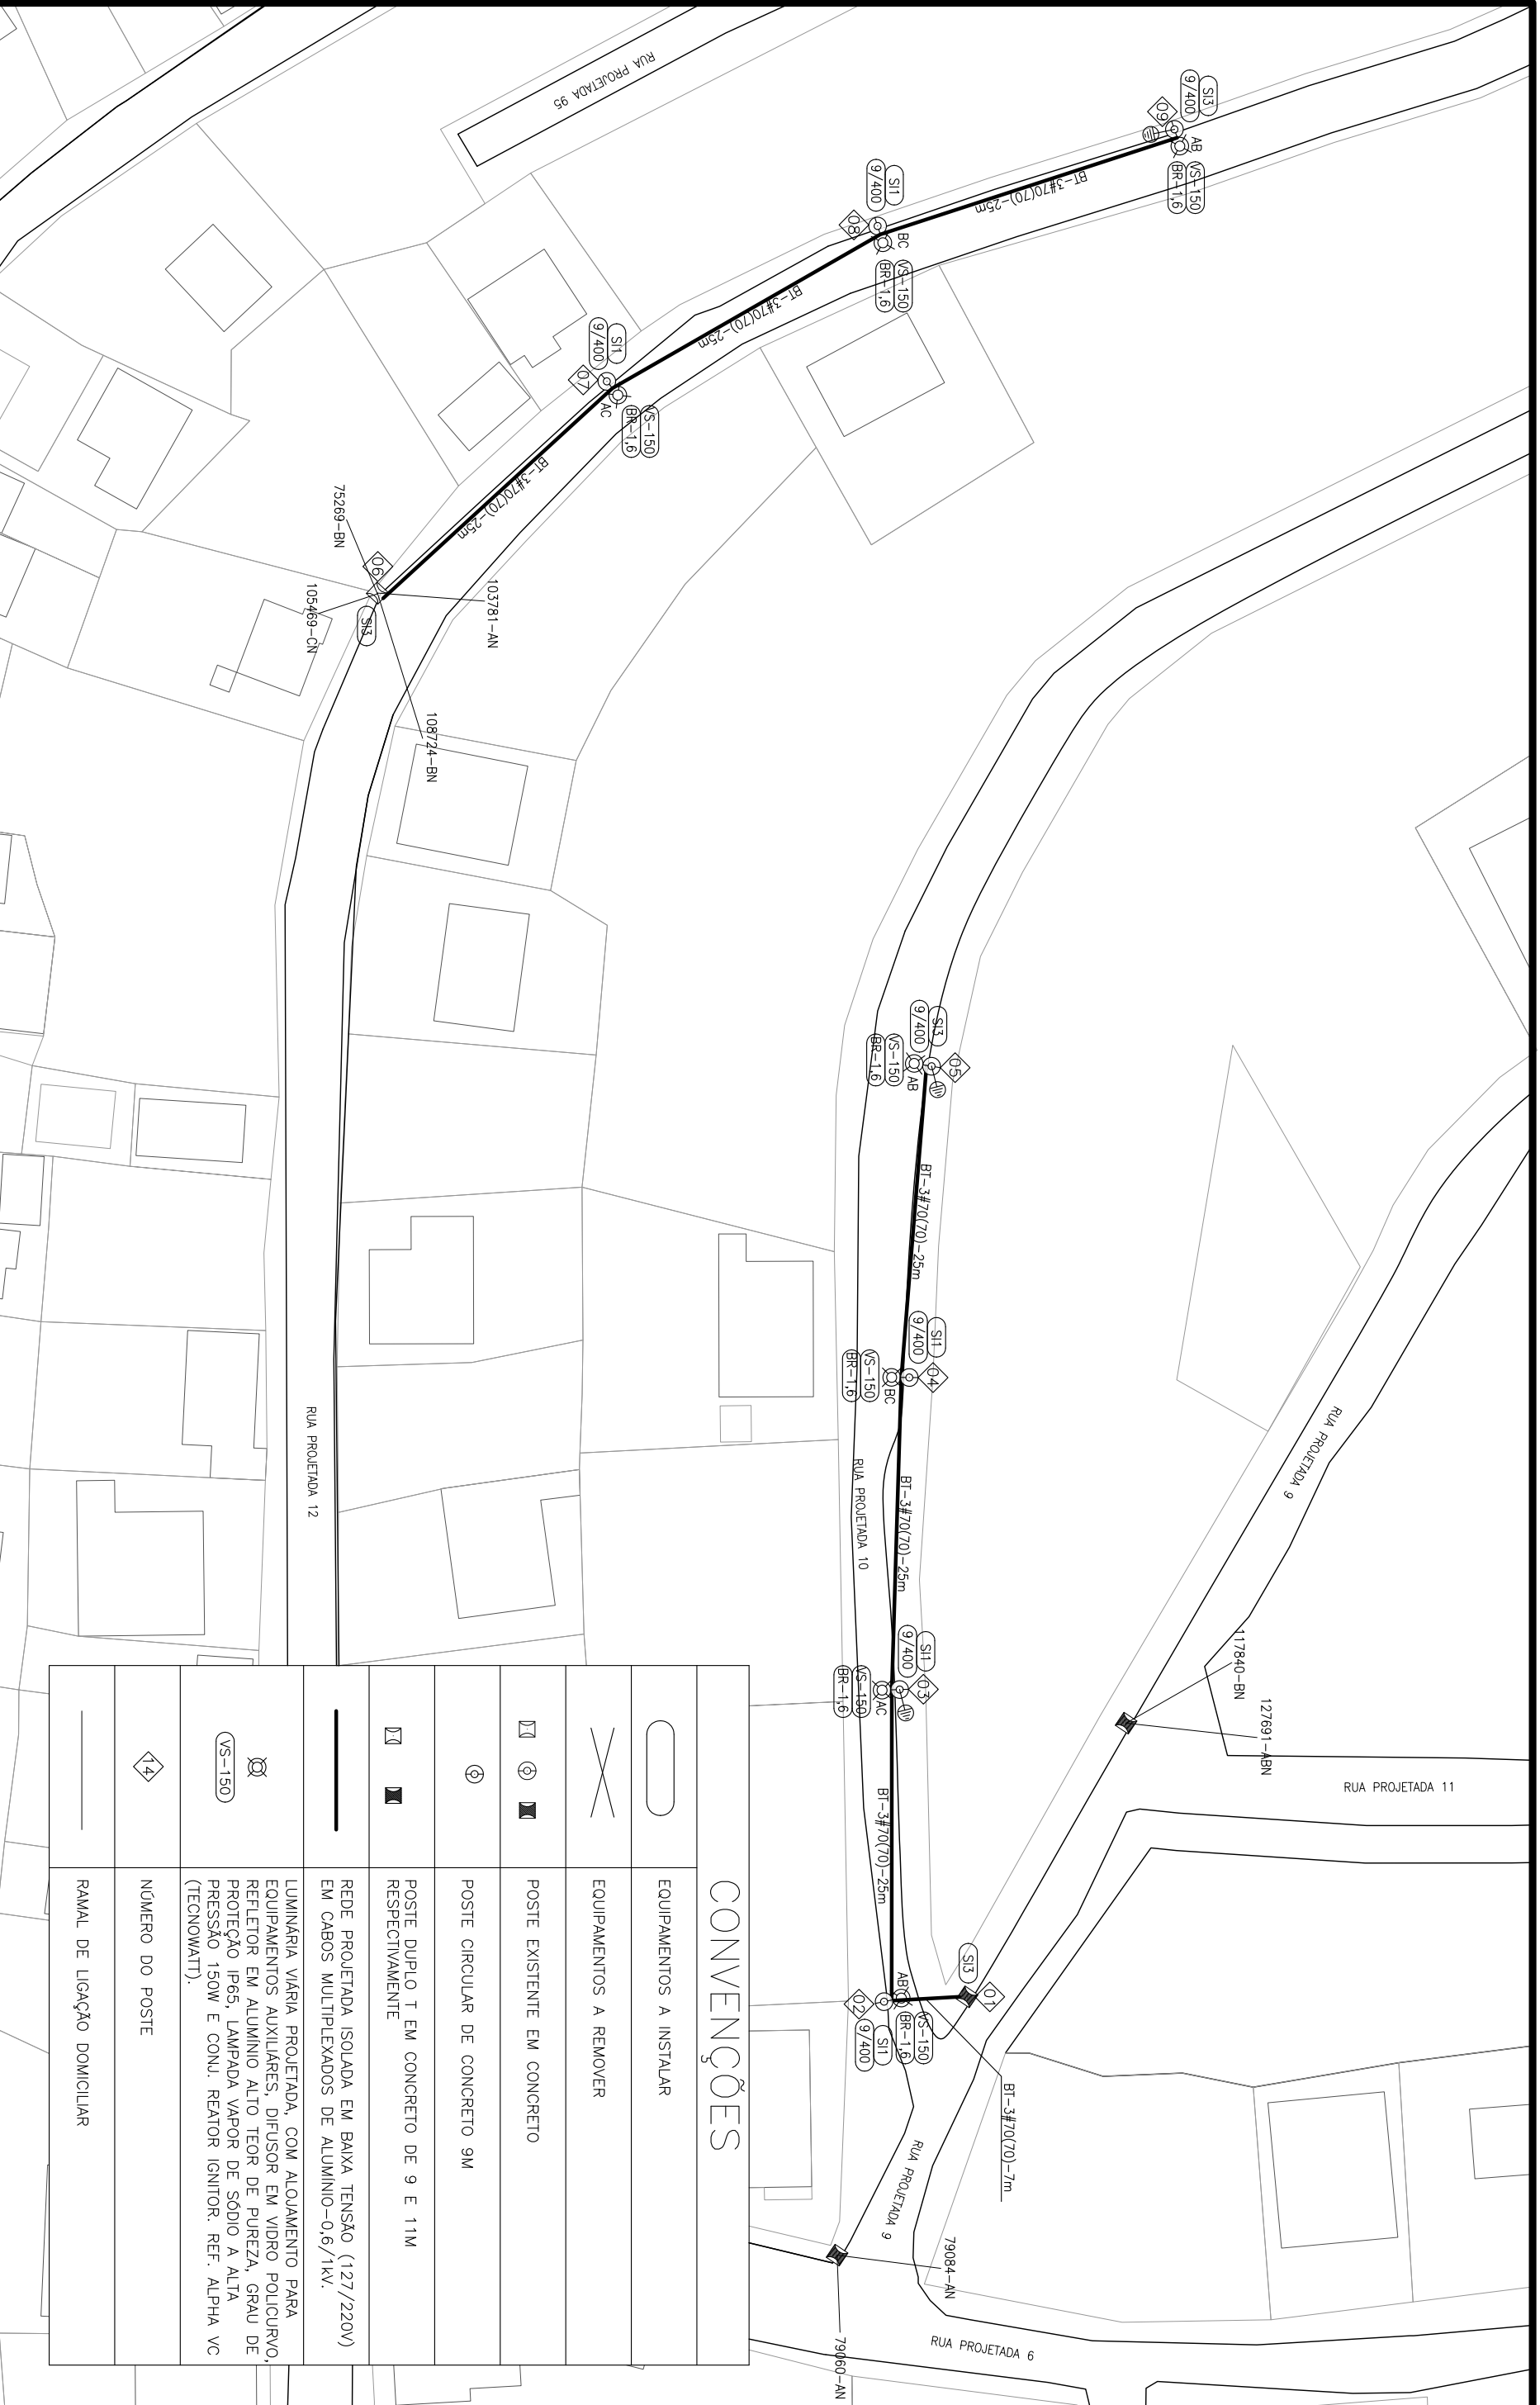 RUA PROJETADA 95
SI3
9/400
09
AB
VS-150
BR-1,6
BT-3#70(70)-25m
SI1
9/400
08
BC
VS-150
BR-1,6
BT-3#70(70)-25m
SI1
9/400
07
AC
VS-150
BR-1,6
BT-3#70(70)-25m
75269-BN
06
SI3
105469-CN
103781-AN
108724-BN
RUA PROJETADA 12
SI3
9/400
05
VS-150
BR-1,6
AB
BT-3#70(70)-25m
SI1
9/400
04
VS-150
BR-1,6
BC
BT-3#70(70)-25m
RUA PROJETADA 10
RUA PROJETADA 9
SI1
9/400
03
VS-150
BR-1,6
AC
BT-3#70(70)-25m
117840-BN
127691-ABN
RUA PROJETADA 11
SI3
01
AB
02
VS-150
BR-1,6
SI1
9/400
BT-3#70(70)-7m
RUA PROJETADA 9
79084-AN
79060-AN
RUA PROJETADA 6
CONVENÇÕES
EQUIPAMENTOS A INSTALAR
EQUIPAMENTOS A REMOVER
POSTE EXISTENTE EM CONCRETO
POSTE CIRCULAR DE CONCRETO 9M
POSTE DUPLO T EM CONCRETO DE 9 E 11M
RESPECTIVAMENTE
REDE PROJETADA ISOLADA EM BAIXA TENSÃO (127/220V)
EM CABOS MULTIPLEXADOS DE ALUMÍNIO-0,6/1kV.
VS-150
LUMINÁRIA VIÁRIA PROJETADA, COM ALOJAMENTO PARA
EQUIPAMENTOS AUXILIÁRES, DIFUSOR EM VIDRO POLICURVO,
REFLETOR EM ALUMÍNIO ALTO TEOR DE PUREZA, GRAU DE
PROTEÇÃO IP65, LAMPADA VAPOR DE SÓDIO A ALTA
PRESSÃO 150W E CONJ. REATOR IGNITOR. REF. ALPHA VC
(TECNOWATT).
14
NÚMERO DO POSTE
RAMAL DE LIGAÇÃO DOMICILIAR